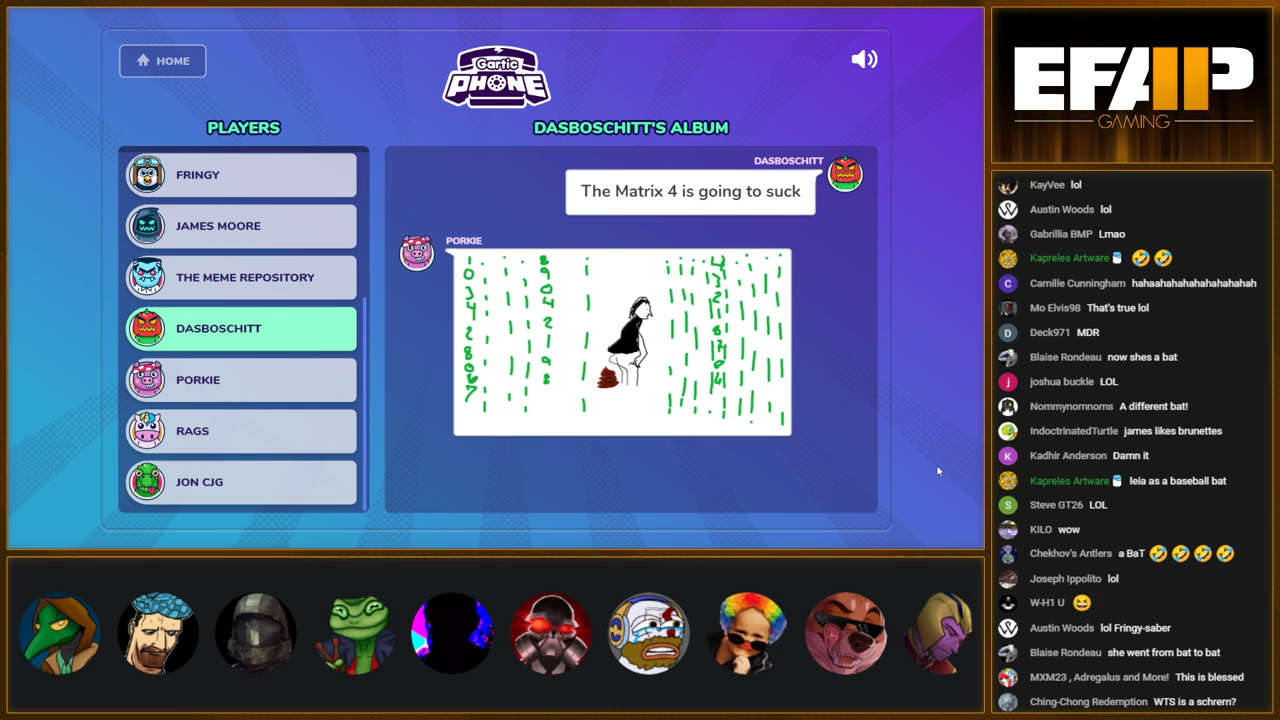 HOME
Gartic
PHONE
PLAYERS
DASBOSCHITT'S ALBUM
FRINGY
JAMES MOORE
THE MEME REPOSITORY
DASBOSCHITT
PORKIE
RAGS
JON CJG
DASBOSCHITT
The Matrix 4 is going to suck
PORKIE
EFAP
GAMING
KayVee lol
Austin Woods lol
Gabrillia BMP Lmao
Kapreles Artware 🤣 🤣
C Camille Cunningham hahaahahahahahahahahah
Mo Elvis98 That's true lol
D Deck971 MDR
Blaise Rondeau now shes a bat
j joshua buckle LOL
Nommynomnoms A different bat!
IndoctrinatedTurtle james likes brunettes
K Kadhir Anderson Damn it
Kapreles Artware leia as a baseball bat
S Steve GT26 LOL
KILO wow
Chekhov's Antlers a BaT 🤣 🤣 🤣 🤣
Joseph Ippolito lol
W-H1 U 😆
Austin Woods lol Fringy-saber
Blaise Rondeau she went from bat to bat
MXM23 , Adregalus and More! This is blessed
Ching-Chong Redemption WTS is a schrern?